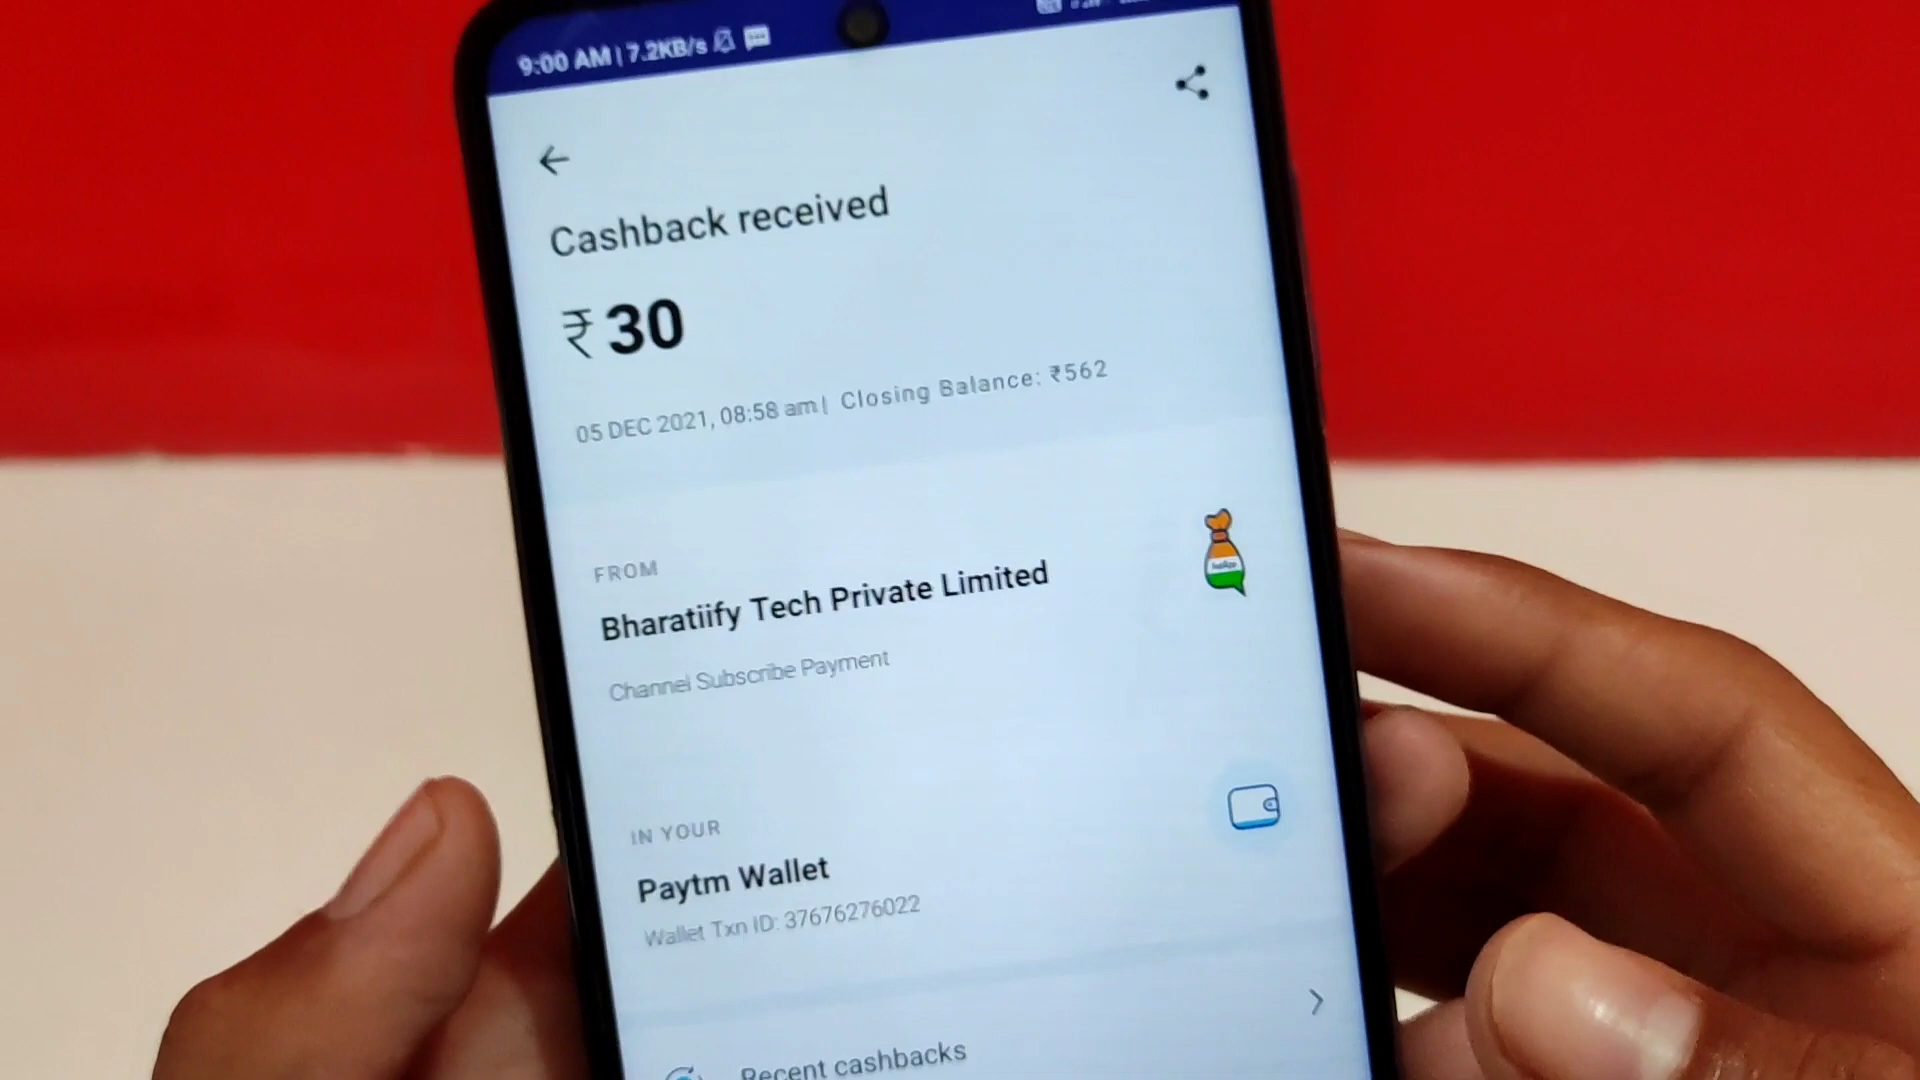 9:00 AM | 7.2KB/s
Cashback received
₹30
05 DEC 2021, 08:58 am | Closing Balance: ₹562
FROM
Bharatiify Tech Private Limited
Channel Subscribe Payment
IN YOUR
Paytm Wallet
Wallet Txn ID: 37676276022
Recent cashbacks